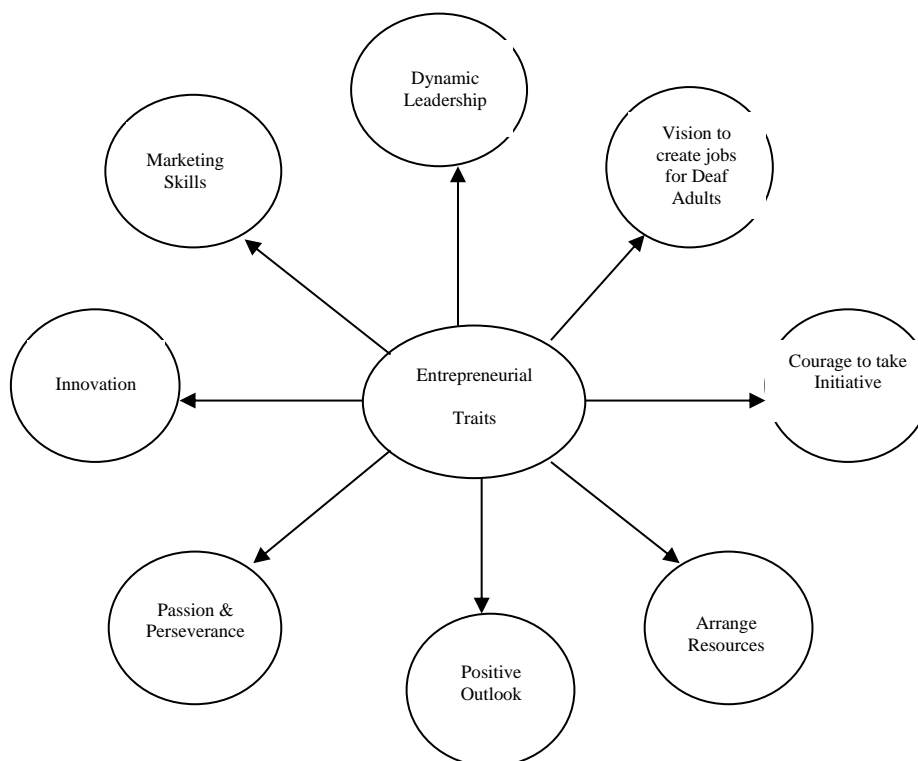 Dynamic
Leadership
Vision to
create jobs
for Deaf
Adults
Marketing
Skills
Courage to take
Initiative
Entrepreneurial
Traits
Innovation
Passion &
Perseverance
Arrange
Resources
Positive
Outlook